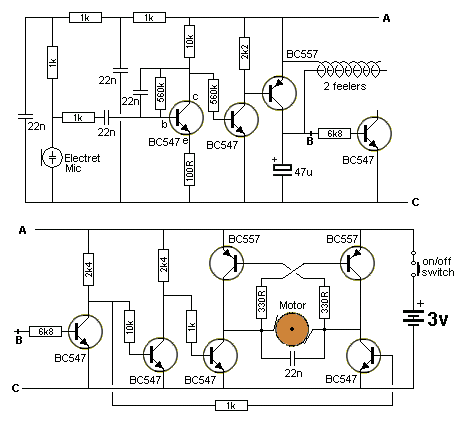 1k
1k
A
BC557
10k
2k2
1k
22n
22n
560k
560k
2 feelers
22n
1k
22n
c
b
e
BC547
BC547
B
6k8
BC547
Electret
Mic
100R
+
47u
C
A
BC557
BC557
on/off
switch
2k4
2k4
330R
Motor
330R
+
3v
10k
1k
B
6k8
22n
BC547
BC547
BC547
BC547
C
1k